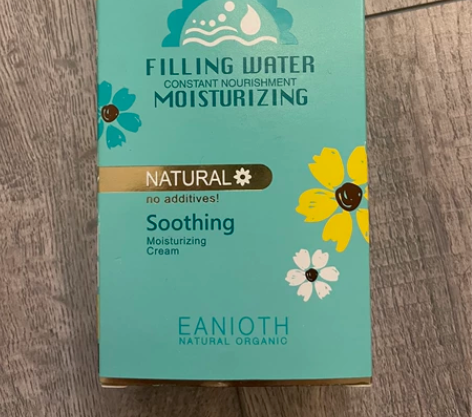 FILLING WATER
CONSTANT NOURISHMENT
MOISTURIZING
NATURAL
no additives!
Soothing
Moisturizing
Cream
EANIOTH
NATURAL ORGANIC